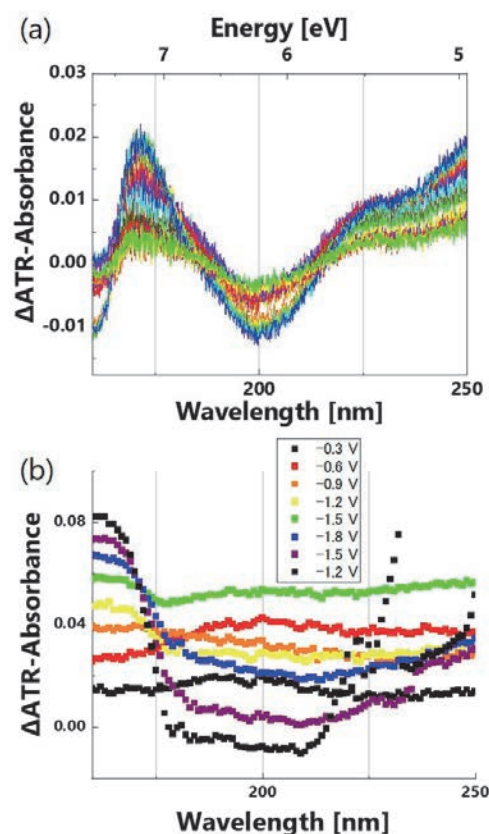 (a)
Energy [eV]
7 6 5
0.03
0.02
0.01
0.00
-0.01
ΔATR-Absorbance
200 250
Wavelength [nm]
(b)
-0.3 V
-0.6 V
-0.9 V
-1.2 V
-1.5 V
-1.8 V
-1.5 V
-1.2 V
0.08
0.04
0.00
ΔATR-Absorbance
200 250
Wavelength [nm]